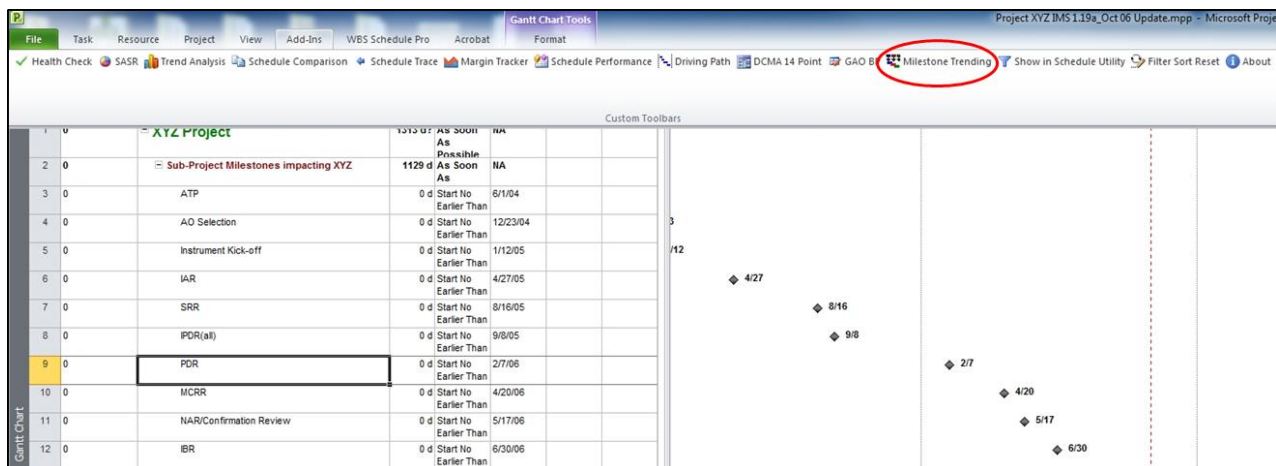 P
Gantt Chart Tools
Project XYZ IMS 1.19a_Oct 06 Update.mpp - Microsoft Proje
File Task Resource Project View Add-Ins WBS Schedule Pro Acrobat Format
Health Check SASR Trend Analysis Schedule Comparison Schedule Trace Margin Tracker Schedule Performance Driving Path DCMA 14 Point GAO B Milestone Trending Show in Schedule Utility Filter Sort Reset About
Custom Toolbars
1 0 XYZ Project 1313 d? As Soon NA
As
Possible
2 0 Sub-Project Milestones impacting XYZ 1129 d As Soon NA
As
3 0 ATP 0 d Start No 6/1/04
Earlier Than
4 0 AO Selection 0 d Start No 12/23/04 3
Earlier Than
5 0 Instrument Kick-off 0 d Start No 1/12/05 /12
Earlier Than
6 0 IAR 0 d Start No 4/27/05 4/27
Earlier Than
7 0 SRR 0 d Start No 8/16/05 8/16
Earlier Than
8 0 IPDR(all) 0 d Start No 9/8/05 9/8
Earlier Than
9 0 PDR 0 d Start No 2/7/06 2/7
Earlier Than
10 0 MCRR 0 d Start No 4/20/06 4/20
Earlier Than
11 0 NAR/Confirmation Review 0 d Start No 5/17/06 5/17
Earlier Than
12 0 IBR 0 d Start No 6/30/06 6/30
Earlier Than
Gantt Chart